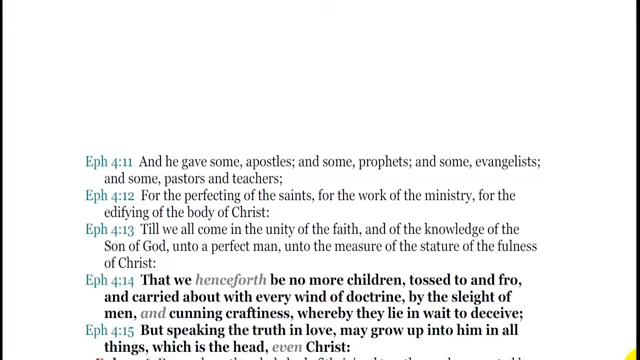 Eph 4:11 And he gave some, apostles; and some, prophets; and some, evangelists;
and some, pastors and teachers;
Eph 4:12 For the perfecting of the saints, for the work of the ministry, for the
edifying of the body of Christ:
Eph 4:13 Till we all come in the unity of the faith, and of the knowledge of the
Son of God, unto a perfect man, unto the measure of the stature of the fulness
of Christ:
Eph 4:14 That we henceforth be no more children, tossed to and fro,
and carried about with every wind of doctrine, by the sleight of
men, and cunning craftiness, whereby they lie in wait to deceive;
Eph 4:15 But speaking the truth in love, may grow up into him in all
things, which is the head, even Christ: